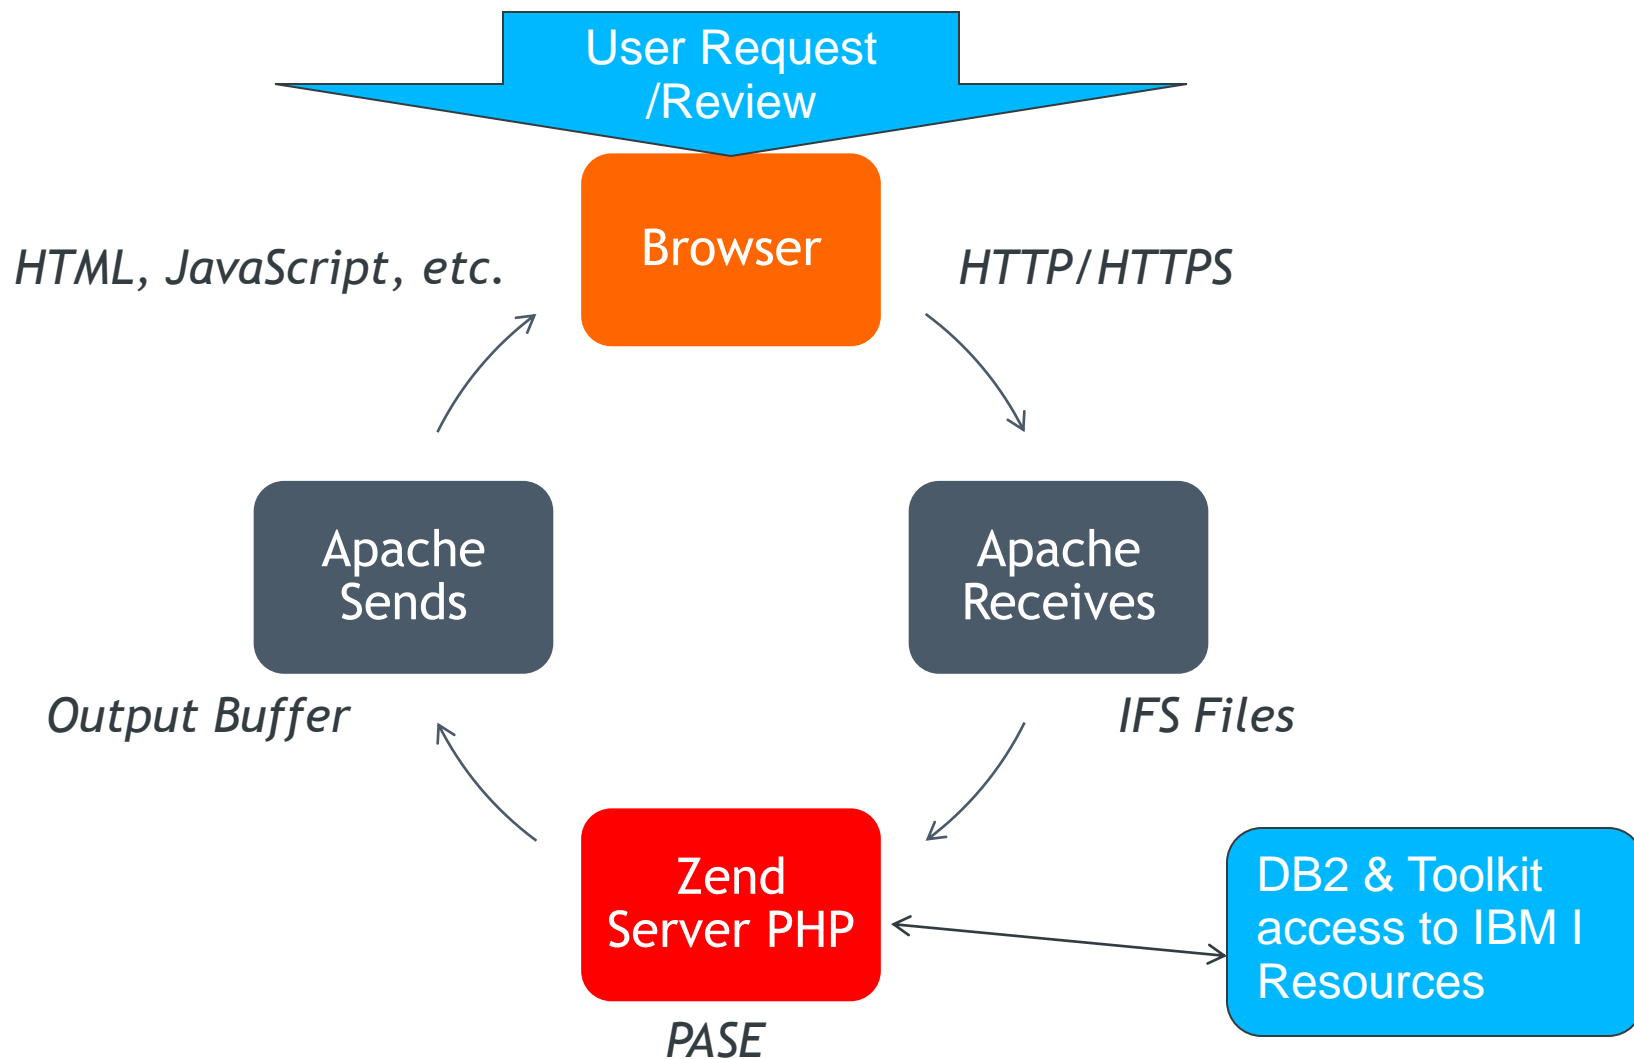 User Request
/Review
Browser
HTML, JavaScript, etc.
HTTP/HTTPS
Apache
Sends
Apache
Receives
Output Buffer
IFS Files
Zend
Server PHP
DB2 & Toolkit
access to IBM I
Resources
PASE